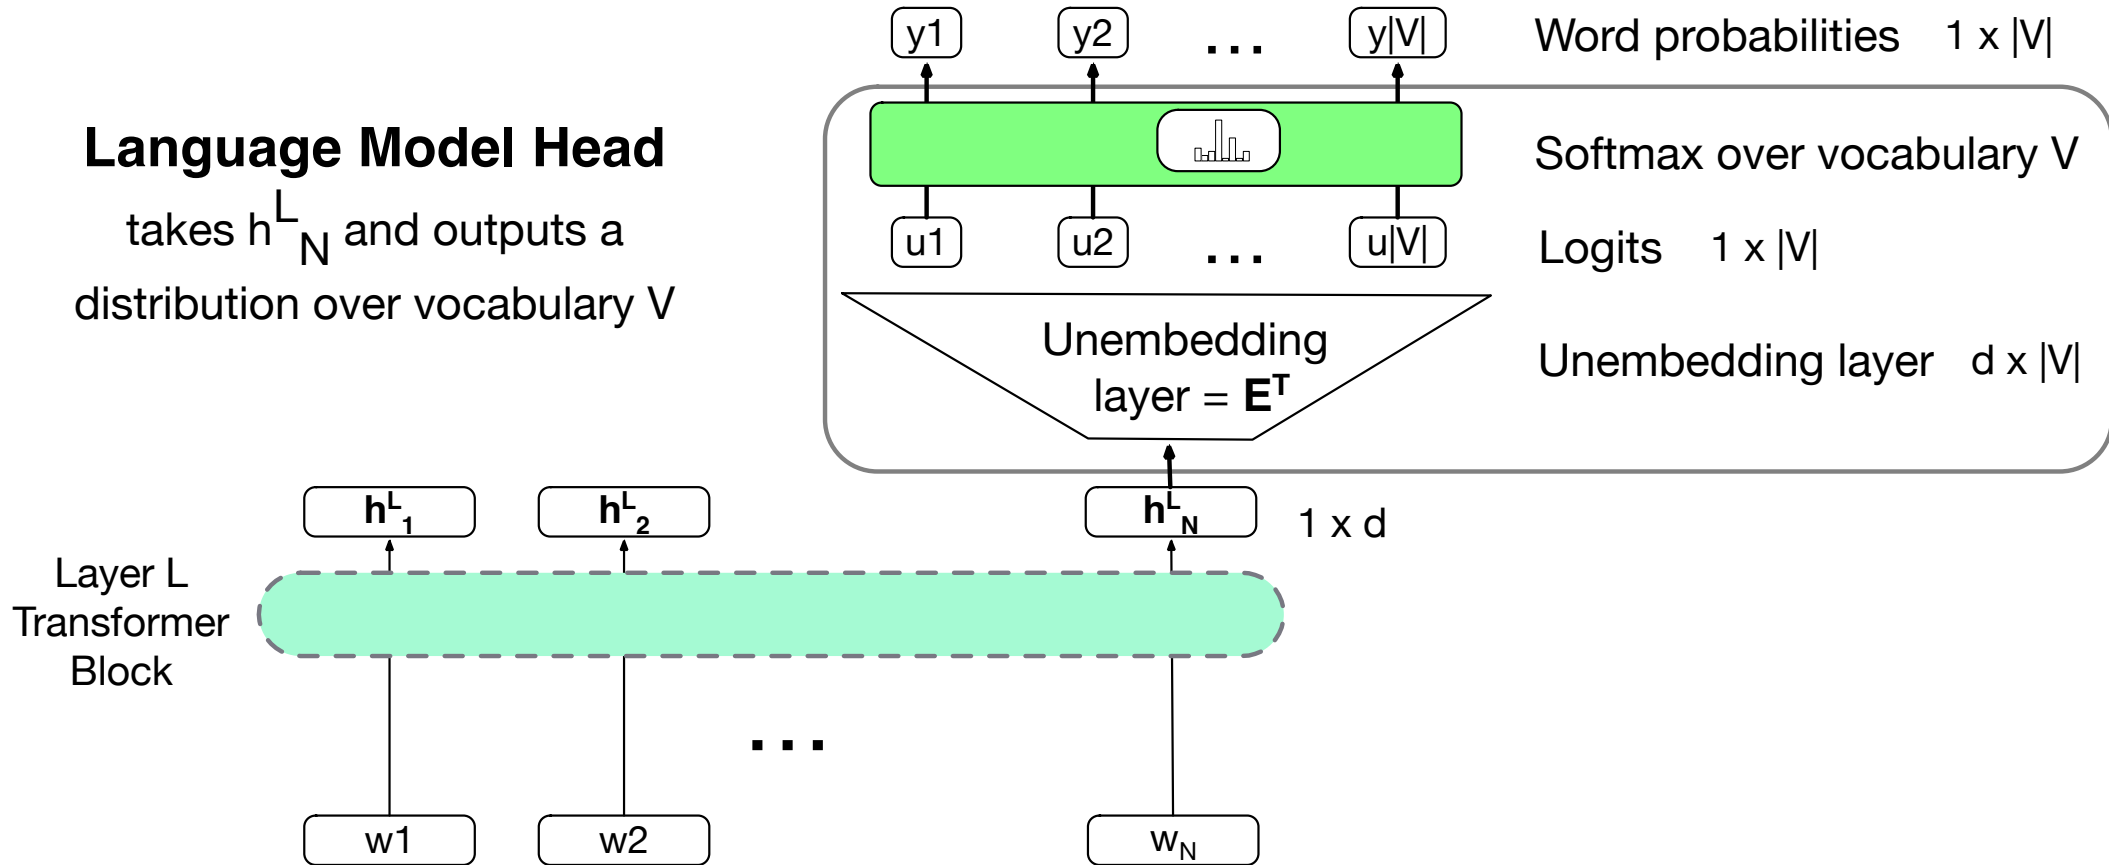 y1 y2 ... y|V| Word probabilities 1 x |V|
Language Model Head
takes h^L_N and outputs a
distribution over vocabulary V
Softmax over vocabulary V
u1 u2 ... u|V| Logits 1 x |V|
Unembedding
layer = E^T
Unembedding layer d x |V|
h^L_1 h^L_2 h^L_N 1 x d
Layer L
Transformer
Block
...
w1 w2 w_N